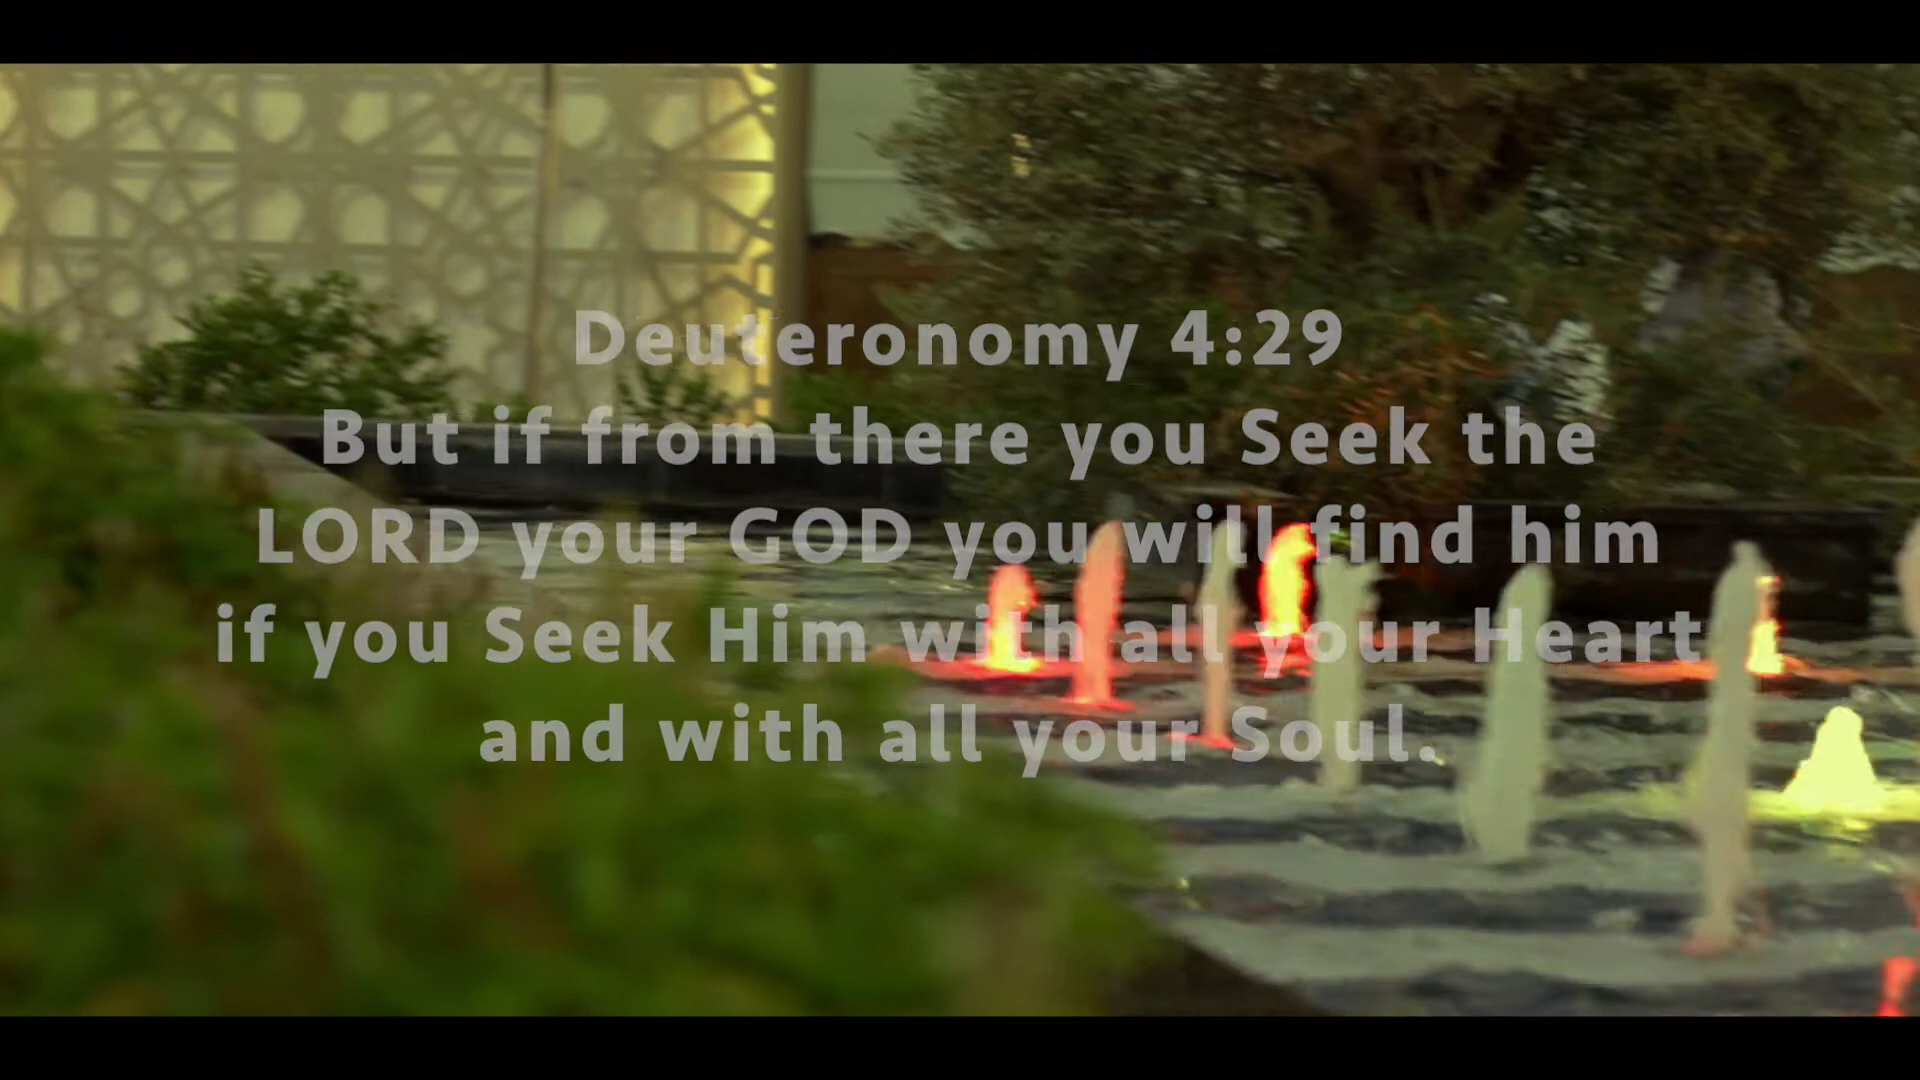 Deuteronomy 4:29
But if from there you Seek the
LORD your GOD you will find him
if you Seek Him with all your Heart
and with all your Soul.